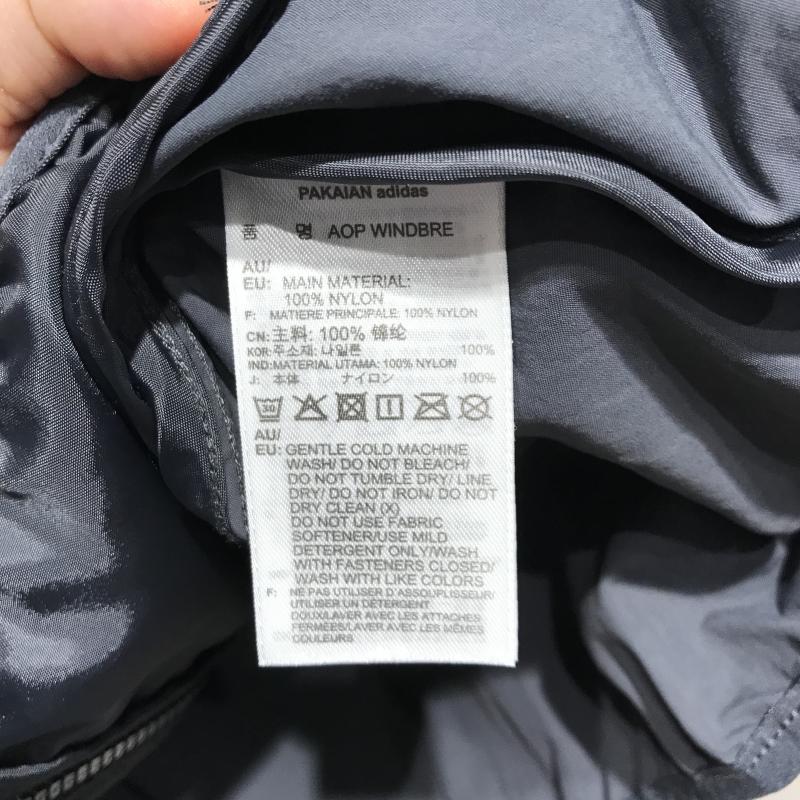 PAKAIAN adidas
품 명 AOP WINDBRE
AU/
EU: MAIN MATERIAL:
100% NYLON
F: MATIERE PRINCIPALE: 100% NYLON
CN:主料: 100% 锦纶
KOR:주소재: 나일론 100%
IND:MATERIAL UTAMA: 100% NYLON
J: 本体 ナイロン 100%
30
AU/
EU: GENTLE COLD MACHINE
WASH/ DO NOT BLEACH/
DO NOT TUMBLE DRY/ LINE
DRY/ DO NOT IRON/ DO NOT
DRY CLEAN (X)
DO NOT USE FABRIC
SOFTENER/USE MILD
DETERGENT ONLY/WASH
WITH FASTENERS CLOSED/
WASH WITH LIKE COLORS
F: NE PAS UTILISER D'ASSOUPLISSEUR/
UTILISER UN DETERGENT
DOUX/LAVER AVEC LES ATTACHES
FERMÉES/LAVER AVEC LES MÊMES
COULEURS